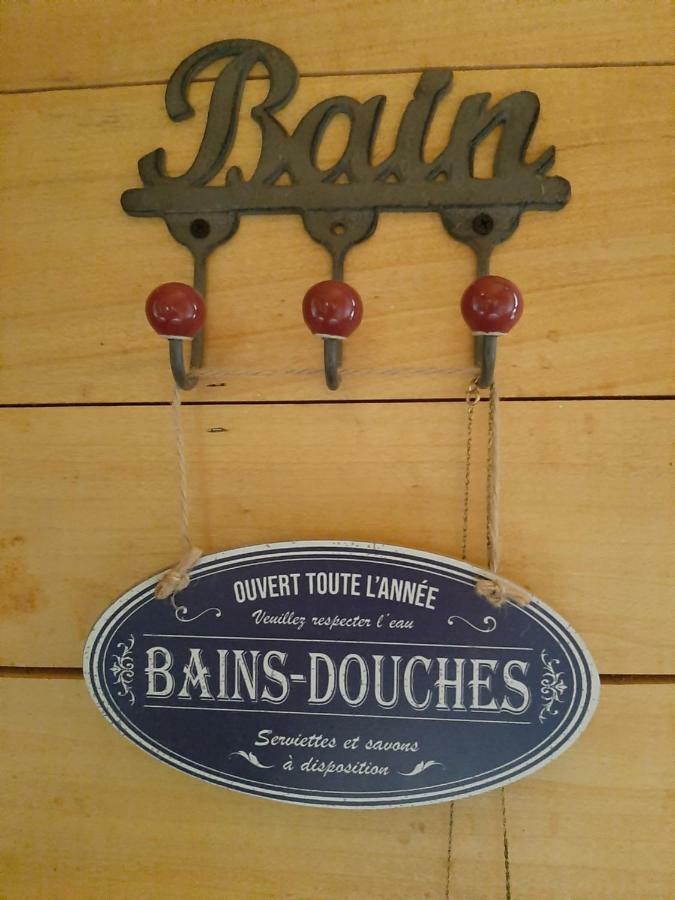 Bain
OUVERT TOUTE L'ANNÉE
Veuillez respecter l'eau
BAINS-DOUCHES
Serviettes et savons
à disposition